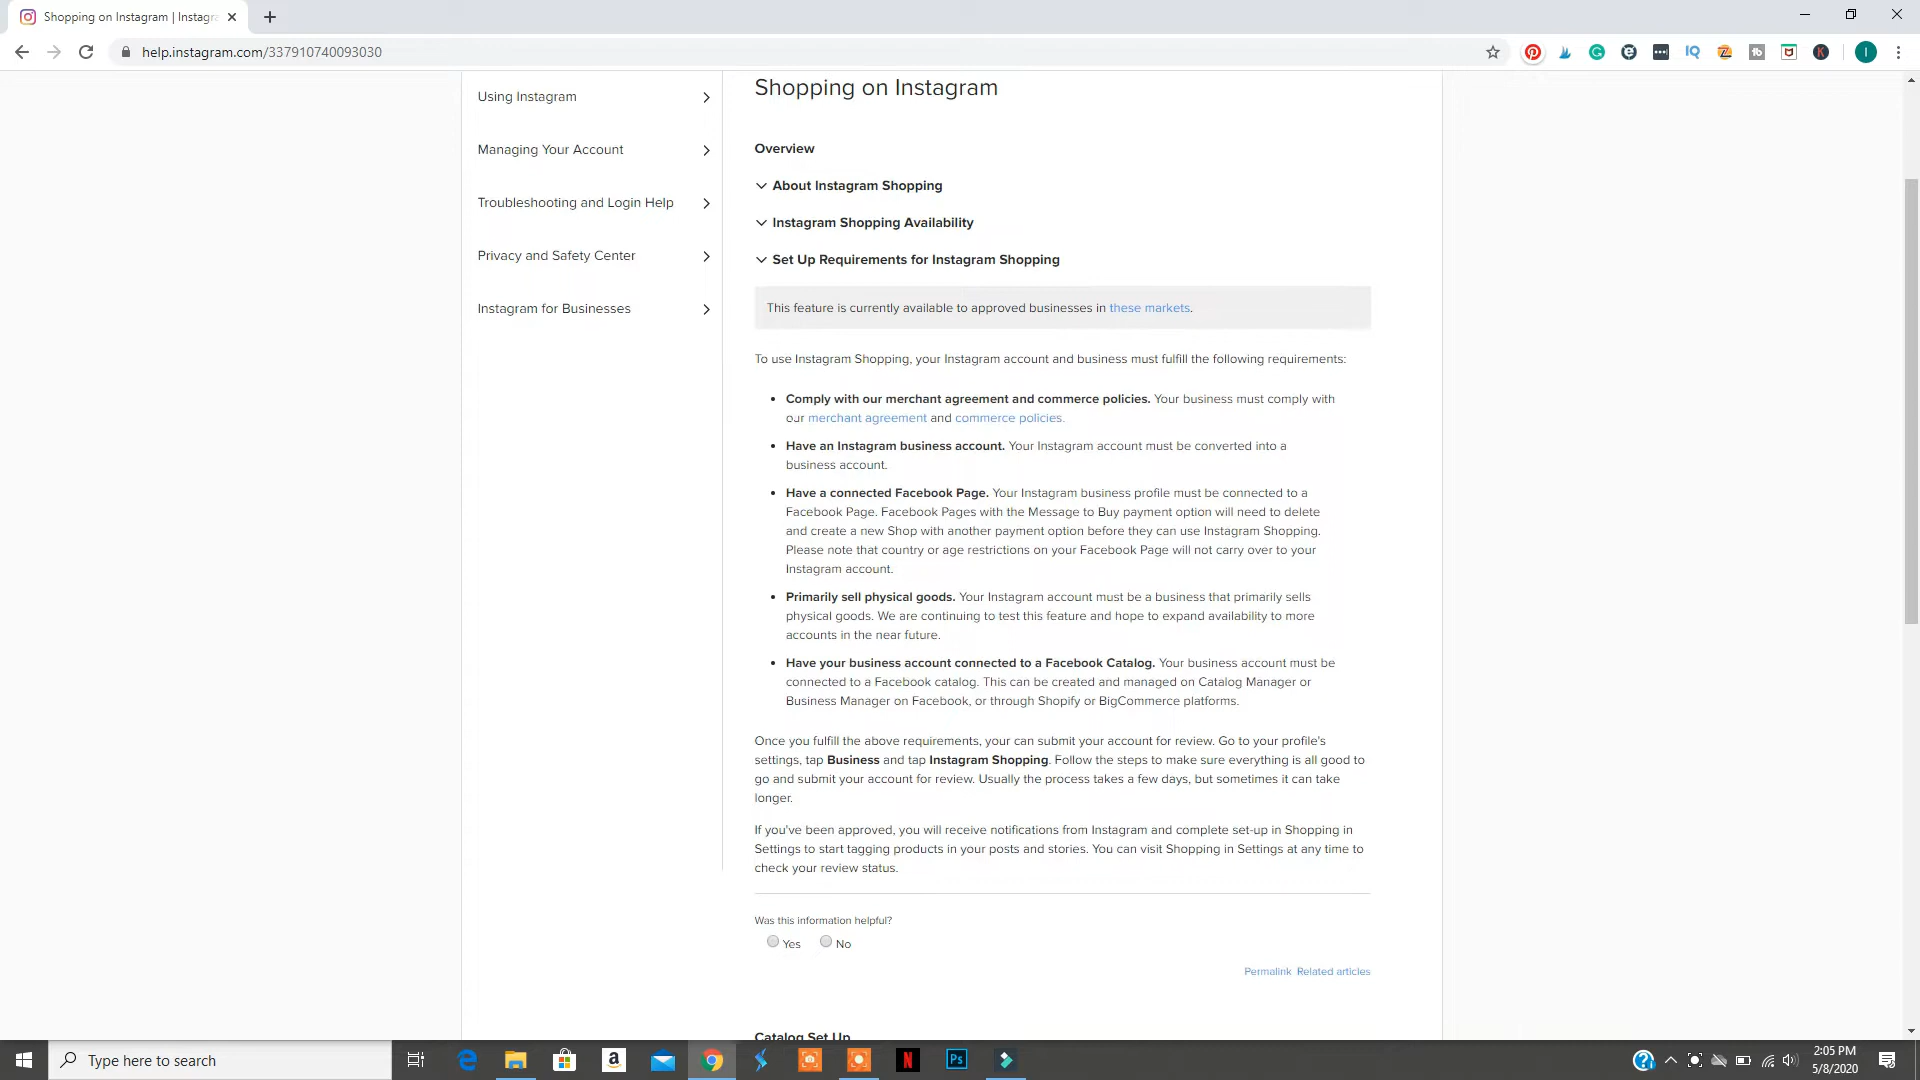 Shopping on Instagram | Instagra
help.instagram.com/337910740093030
Using Instagram
Managing Your Account
Troubleshooting and Login Help
Privacy and Safety Center
Instagram for Businesses
Shopping on Instagram
Overview
About Instagram Shopping
Instagram Shopping Availability
Set Up Requirements for Instagram Shopping
This feature is currently available to approved businesses in these markets.
To use Instagram Shopping, your Instagram account and business must fulfill the following requirements:
• Comply with our merchant agreement and commerce policies. Your business must comply with
our merchant agreement and commerce policies.
• Have an Instagram business account. Your Instagram account must be converted into a
business account.
• Have a connected Facebook Page. Your Instagram business profile must be connected to a
Facebook Page. Facebook Pages with the Message to Buy payment option will need to delete
and create a new Shop with another payment option before they can use Instagram Shopping.
Please note that country or age restrictions on your Facebook Page will not carry over to your
Instagram account.
• Primarily sell physical goods. Your Instagram account must be a business that primarily sells
physical goods. We are continuing to test this feature and hope to expand availability to more
accounts in the near future.
• Have your business account connected to a Facebook Catalog. Your business account must be
connected to a Facebook catalog. This can be created and managed on Catalog Manager or
Business Manager on Facebook, or through Shopify or BigCommerce platforms.
Once you fulfill the above requirements, your can submit your account for review. Go to your profile's
settings, tap Business and tap Instagram Shopping. Follow the steps to make sure everything is all good to
go and submit your account for review. Usually the process takes a few days, but sometimes it can take
longer.
If you've been approved, you will receive notifications from Instagram and complete set-up in Shopping in
Settings to start tagging products in your posts and stories. You can visit Shopping in Settings at any time to
check your review status.
Was this information helpful?
Yes No
Permalink Related articles
Catalog Set Up
Type here to search
2:05 PM
5/8/2020